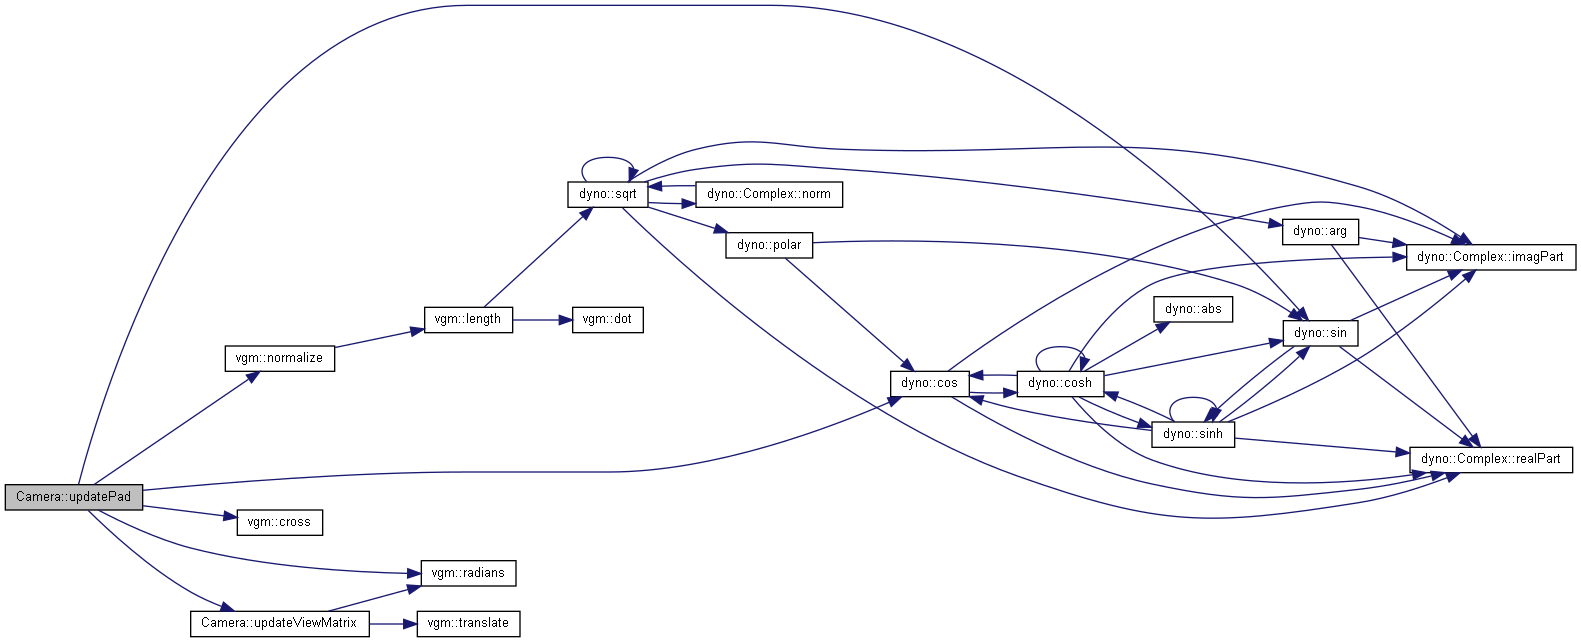 dyno::sqrt
dyno::Complex::norm
dyno::arg
dyno::polar
dyno::Complex::imagPart
dyno::abs
vgm::length
vgm::dot
dyno::sin
vgm::normalize
dyno::cos
dyno::cosh
dyno::sinh
dyno::Complex::realPart
Camera::updatePad
vgm::cross
vgm::radians
Camera::updateViewMatrix
vgm::translate